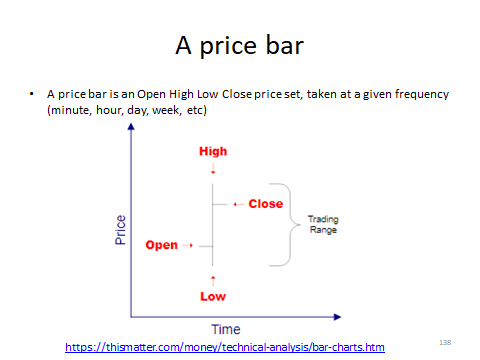 A price bar
• A price bar is an Open High Low Close price set, taken at a given frequency
(minute, hour, day, week, etc)
High
Close
Trading
Range
Open
Low
Price
Time
https://thismatter.com/money/technical-analysis/bar-charts.htm
138